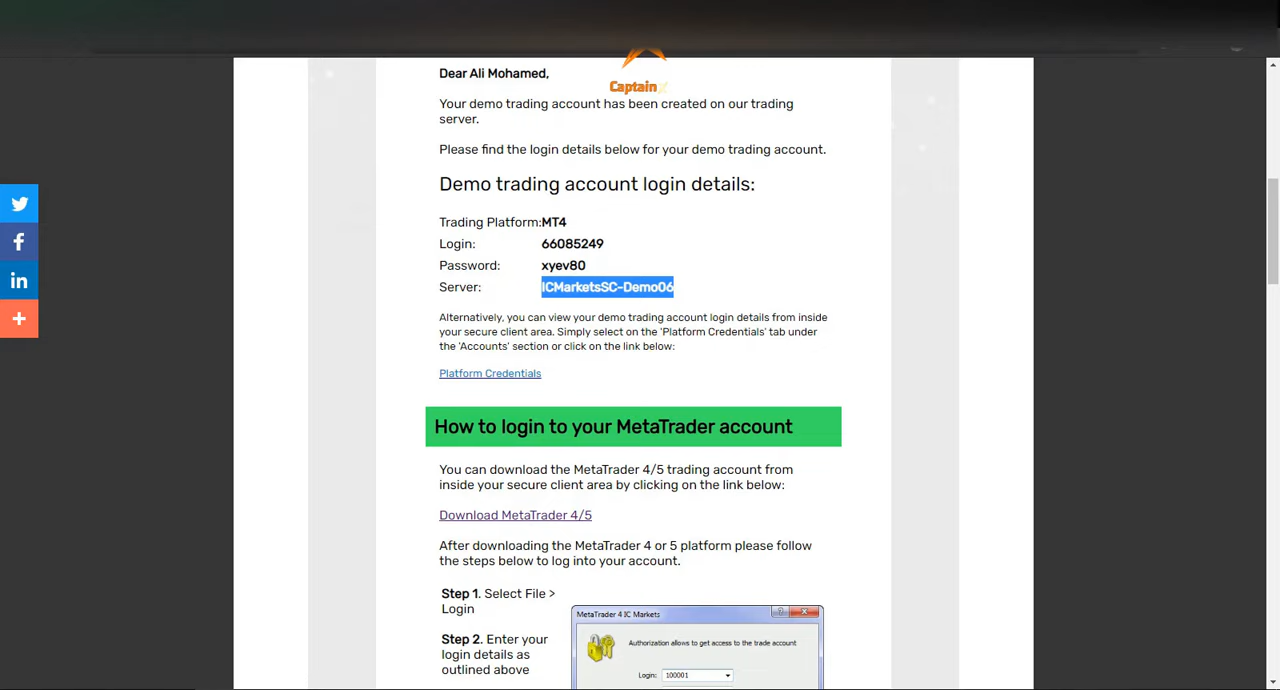 Captain
Dear Ali Mohamed,
Your demo trading account has been created on our trading
server.
Please find the login details below for your demo trading account.
Demo trading account login details:
Trading Platform:MT4
Login: 66085249
Password: xyev80
Server: ICMarketsSC-Demo06
Alternatively, you can view your demo trading account login details from inside
your secure client area. Simply select on the 'Platform Credentials' tab under
the 'Accounts' section or click on the link below:
Platform Credentials
How to login to your MetaTrader account
You can download the MetaTrader 4/5 trading account from
inside your secure client area by clicking on the link below:
Download MetaTrader 4/5
After downloading the MetaTrader 4 or 5 platform please follow
the steps below to log into your account.
Step 1. Select File >
Login
Step 2. Enter your
login details as
outlined above
MetaTrader 4 IC Markets
Authorization allows to get access to the trade account
Login: 100001